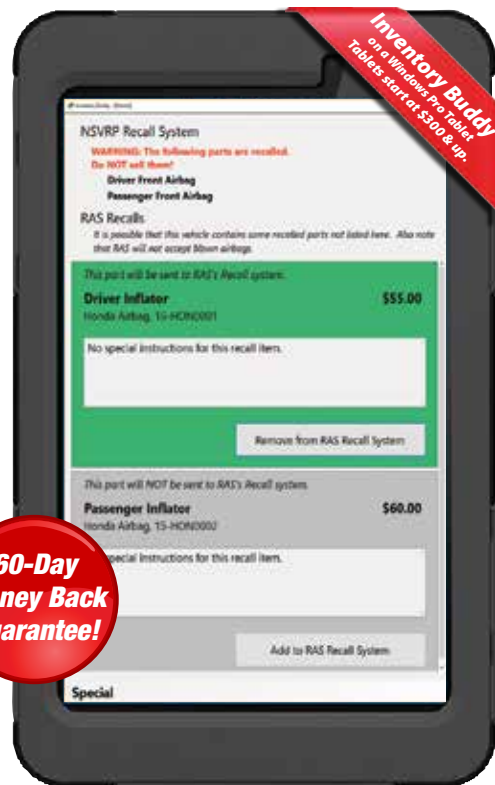 Inventory Buddy
on a Windows Pro Tablet
Tablets start at $300 & up.
NSVRP Recall System
WARNING: The following parts are recalled.
Do NOT sell them!
Driver Front Airbag
Passenger Front Airbag
RAS Recalls
It is possible that this vehicle contains some recalled parts not listed here. Also note
that RAS will not accept blown airbags.
This part will be sent to RAS's Recall system.
Driver Inflator $55.00
Honda Airbag, 15-HON0001
No special instructions for this recall item.
Remove from RAS Recall System
This part will NOT be sent to RAS's Recall system.
Passenger Inflator $60.00
Honda Airbag, 15-HON0002
special instructions for this recall item.
Add to RAS Recall System
Special
60-Day
ney Back
arantee!